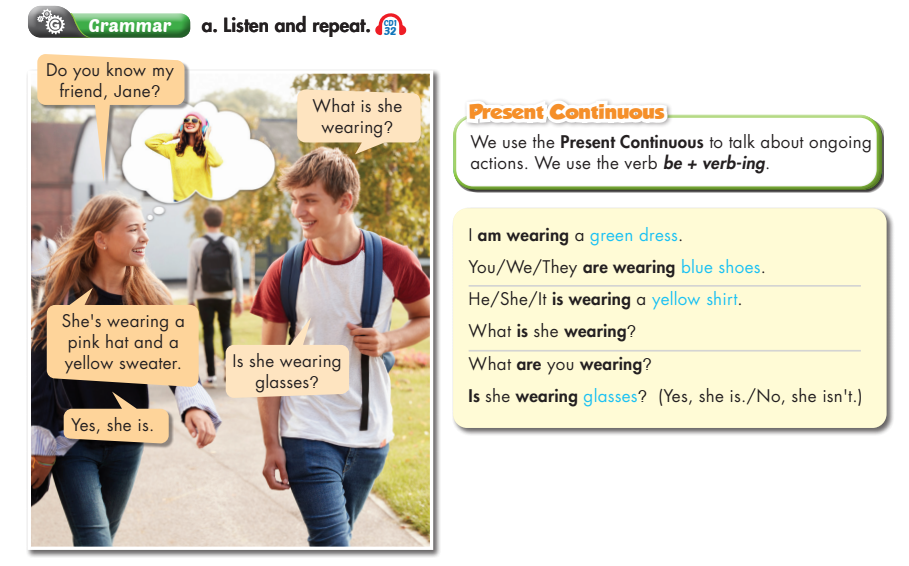 Grammar a. Listen and repeat. CD1 32
Do you know my
friend, Jane?
What is she
wearing?
She's wearing a
pink hat and a
yellow sweater.
Is she wearing
glasses?
Yes, she is.
Present Continuous
We use the Present Continuous to talk about ongoing
actions. We use the verb be + verb-ing.
I am wearing a green dress.
You/We/They are wearing blue shoes.
He/She/It is wearing a yellow shirt.
What is she wearing?
What are you wearing?
Is she wearing glasses? (Yes, she is./No, she isn't.)